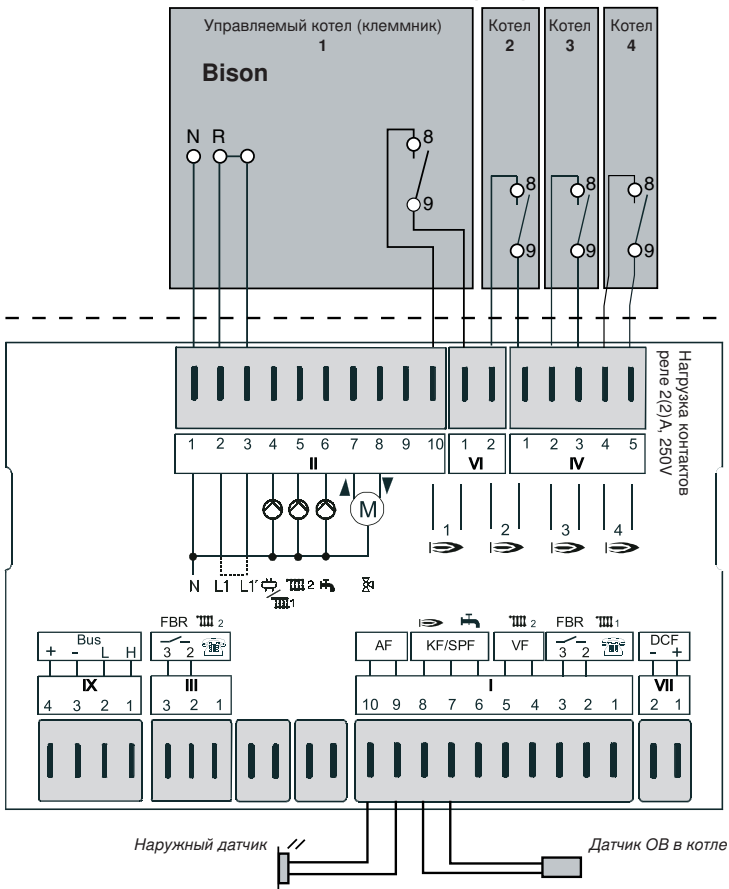 Управляемый котел (клеммник)
1
Bison
Котел
2
Котел
3
Котел
4
N R
8
9
8
9
8
9
8
9
Нагрузка контактов
реле 2(2)А, 250V
1 2 3 4 5 6 7 8 9 10
II
1 2
VI
1 2 3 4 5
IV
M
1
2
3
4
N L1 L1´
1
2
Bus
+ - L H
IX
4 3 2 1
FBR 2
3 2
III
3 2 1
AF
KF/SPF
2
VF
FBR 1
3 2
I
10 9 8 7 6 5 4 3 2 1
DCF
- +
VII
2 1
Наружный датчик
Датчик ОВ в котле